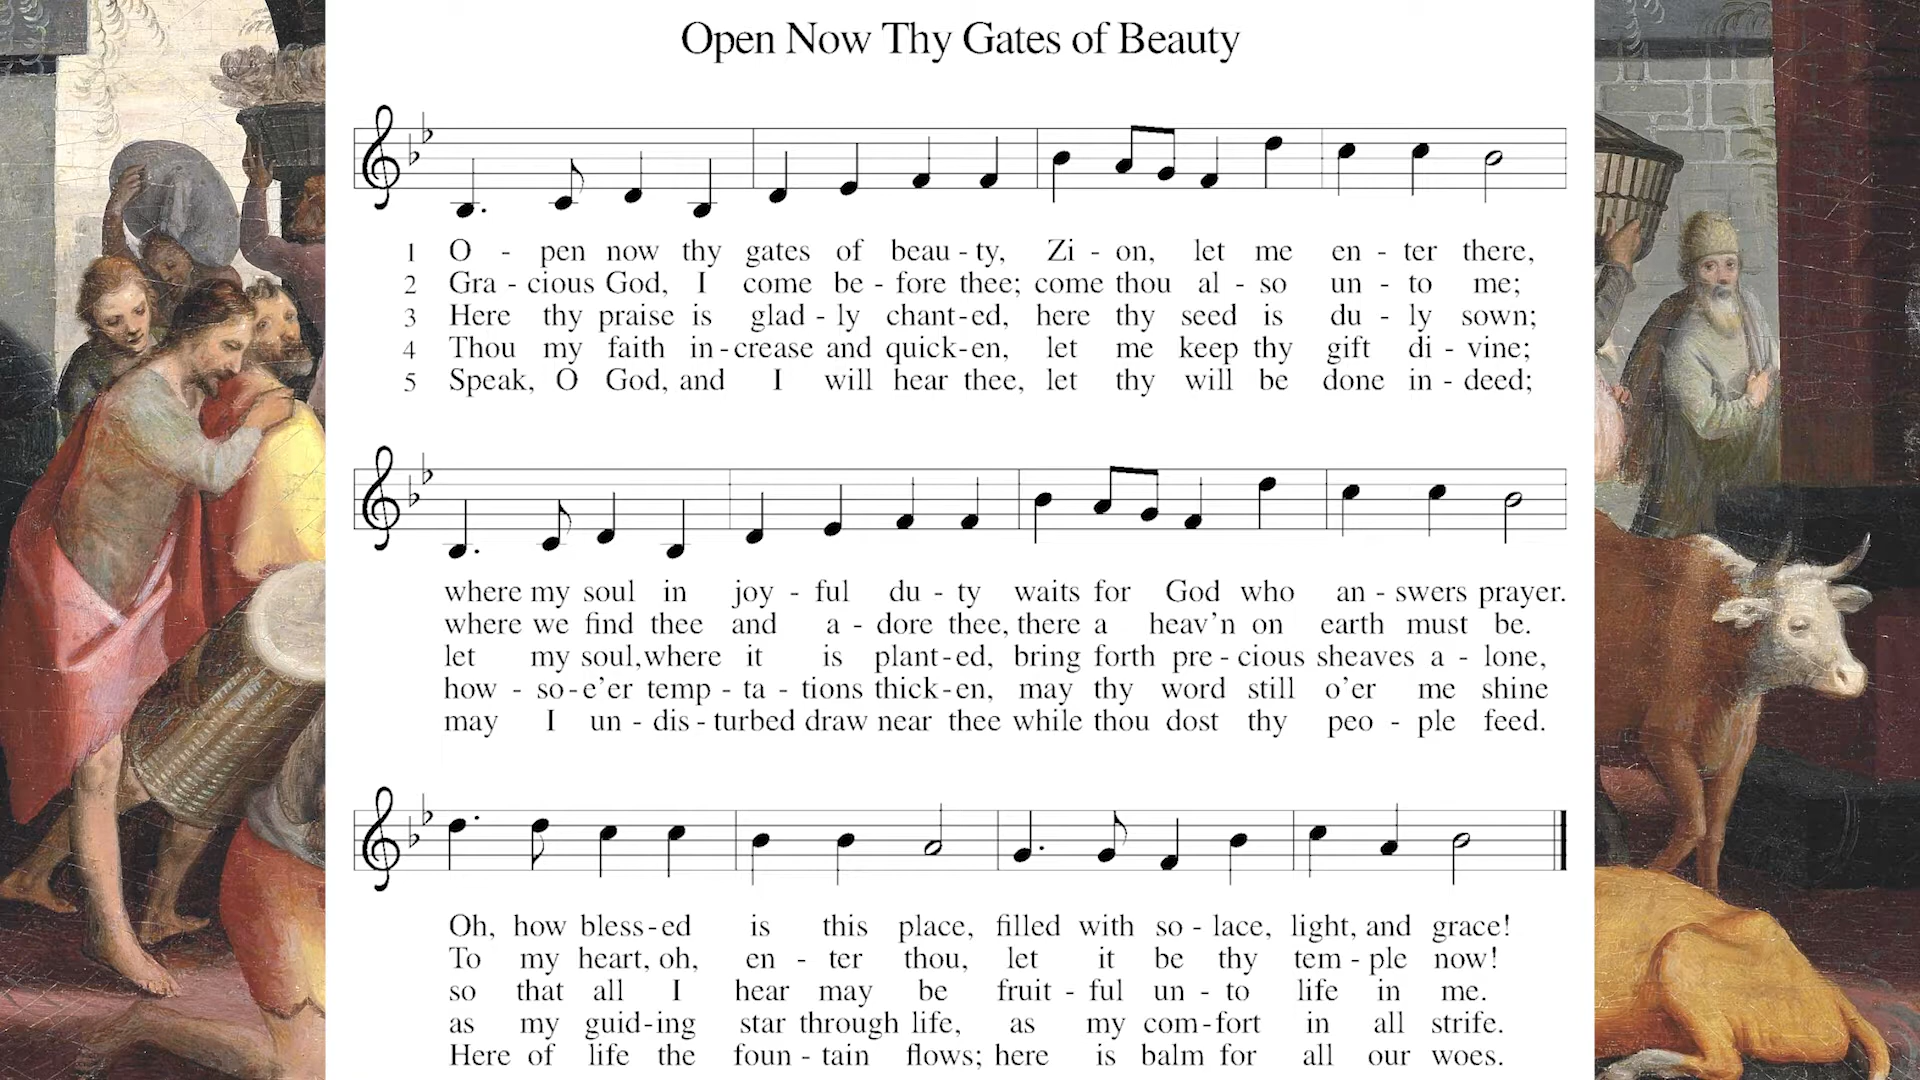 Open Now Thy Gates of Beauty
1 O - pen now thy gates of beau - ty, Zi - on, let me en - ter there,
2 Gra - cious God, I come be - fore thee; come thou al - so un - to me;
3 Here thy praise is glad - ly chant - ed, here thy seed is du - ly sown;
4 Thou my faith in - crease and quick - en, let me keep thy gift di - vine;
5 Speak, O God, and I will hear thee, let thy will be done in - deed;
where my soul in joy - ful du - ty waits for God who an - swers prayer.
where we find thee and a - dore thee, there a heav'n on earth must be.
let my soul, where it is plant - ed, bring forth pre - cious sheaves a - lone,
how - so - e'er temp - ta - tions thick - en, may thy word still o'er me shine
may I un - dis - turbed draw near thee while thou dost thy peo - ple feed.
Oh, how bless - ed is this place, filled with so - lace, light, and grace!
To my heart, oh, en - ter thou, let it be thy tem - ple now!
so that all I hear may be fruit - ful un - to life in me.
as my guid - ing star through life, as my com - fort in all strife.
Here of life the foun - tain flows; here is balm for all our woes.